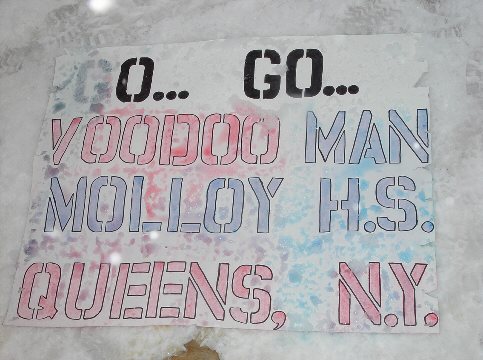 GO... GO...
VOODOO MAN
MOLLOY H.S.
QUEENS, N.Y.